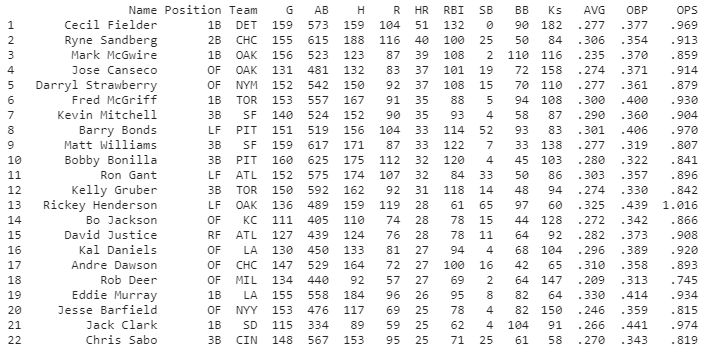 Name Position Team G AB H R HR RBI SB BB Ks AVG OBP OPS
1 Cecil Fielder 1B DET 159 573 159 104 51 132 0 90 182 .277 .377 .969
2 Ryne Sandberg 2B CHC 155 615 188 116 40 100 25 50 84 .306 .354 .913
3 Mark McGwire 1B OAK 156 523 123 87 39 108 2 110 116 .235 .370 .859
4 Jose Canseco OF OAK 131 481 132 83 37 101 19 72 158 .274 .371 .914
5 Darryl Strawberry OF NYM 152 542 150 92 37 108 15 70 110 .277 .361 .879
6 Fred McGriff 1B TOR 153 557 167 91 35 88 5 94 108 .300 .400 .930
7 Kevin Mitchell 3B SF 140 524 152 90 35 93 4 58 87 .290 .360 .904
8 Barry Bonds LF PIT 151 519 156 104 33 114 52 93 83 .301 .406 .970
9 Matt Williams 3B SF 159 617 171 87 33 122 7 33 138 .277 .319 .807
10 Bobby Bonilla 3B PIT 160 625 175 112 32 120 4 45 103 .280 .322 .841
11 Ron Gant LF ATL 152 575 174 107 32 84 33 50 86 .303 .357 .896
12 Kelly Gruber 3B TOR 150 592 162 92 31 118 14 48 94 .274 .330 .842
13 Rickey Henderson LF OAK 136 489 159 119 28 61 65 97 60 .325 .439 1.016
14 Bo Jackson OF KC 111 405 110 74 28 78 15 44 128 .272 .342 .866
15 David Justice RF ATL 127 439 124 76 28 78 11 64 92 .282 .373 .908
16 Kal Daniels OF LA 130 450 133 81 27 94 4 68 104 .296 .389 .920
17 Andre Dawson OF CHC 147 529 164 72 27 100 16 42 65 .310 .358 .893
18 Rob Deer OF MIL 134 440 92 57 27 69 2 64 147 .209 .313 .745
19 Eddie Murray 1B LA 155 558 184 96 26 95 8 82 64 .330 .414 .934
20 Jesse Barfield OF NYY 153 476 117 69 25 78 4 82 150 .246 .359 .815
21 Jack Clark 1B SD 115 334 89 59 25 62 4 104 91 .266 .441 .974
22 Chris Sabo 3B CIN 148 567 153 95 25 71 25 61 58 .270 .343 .819